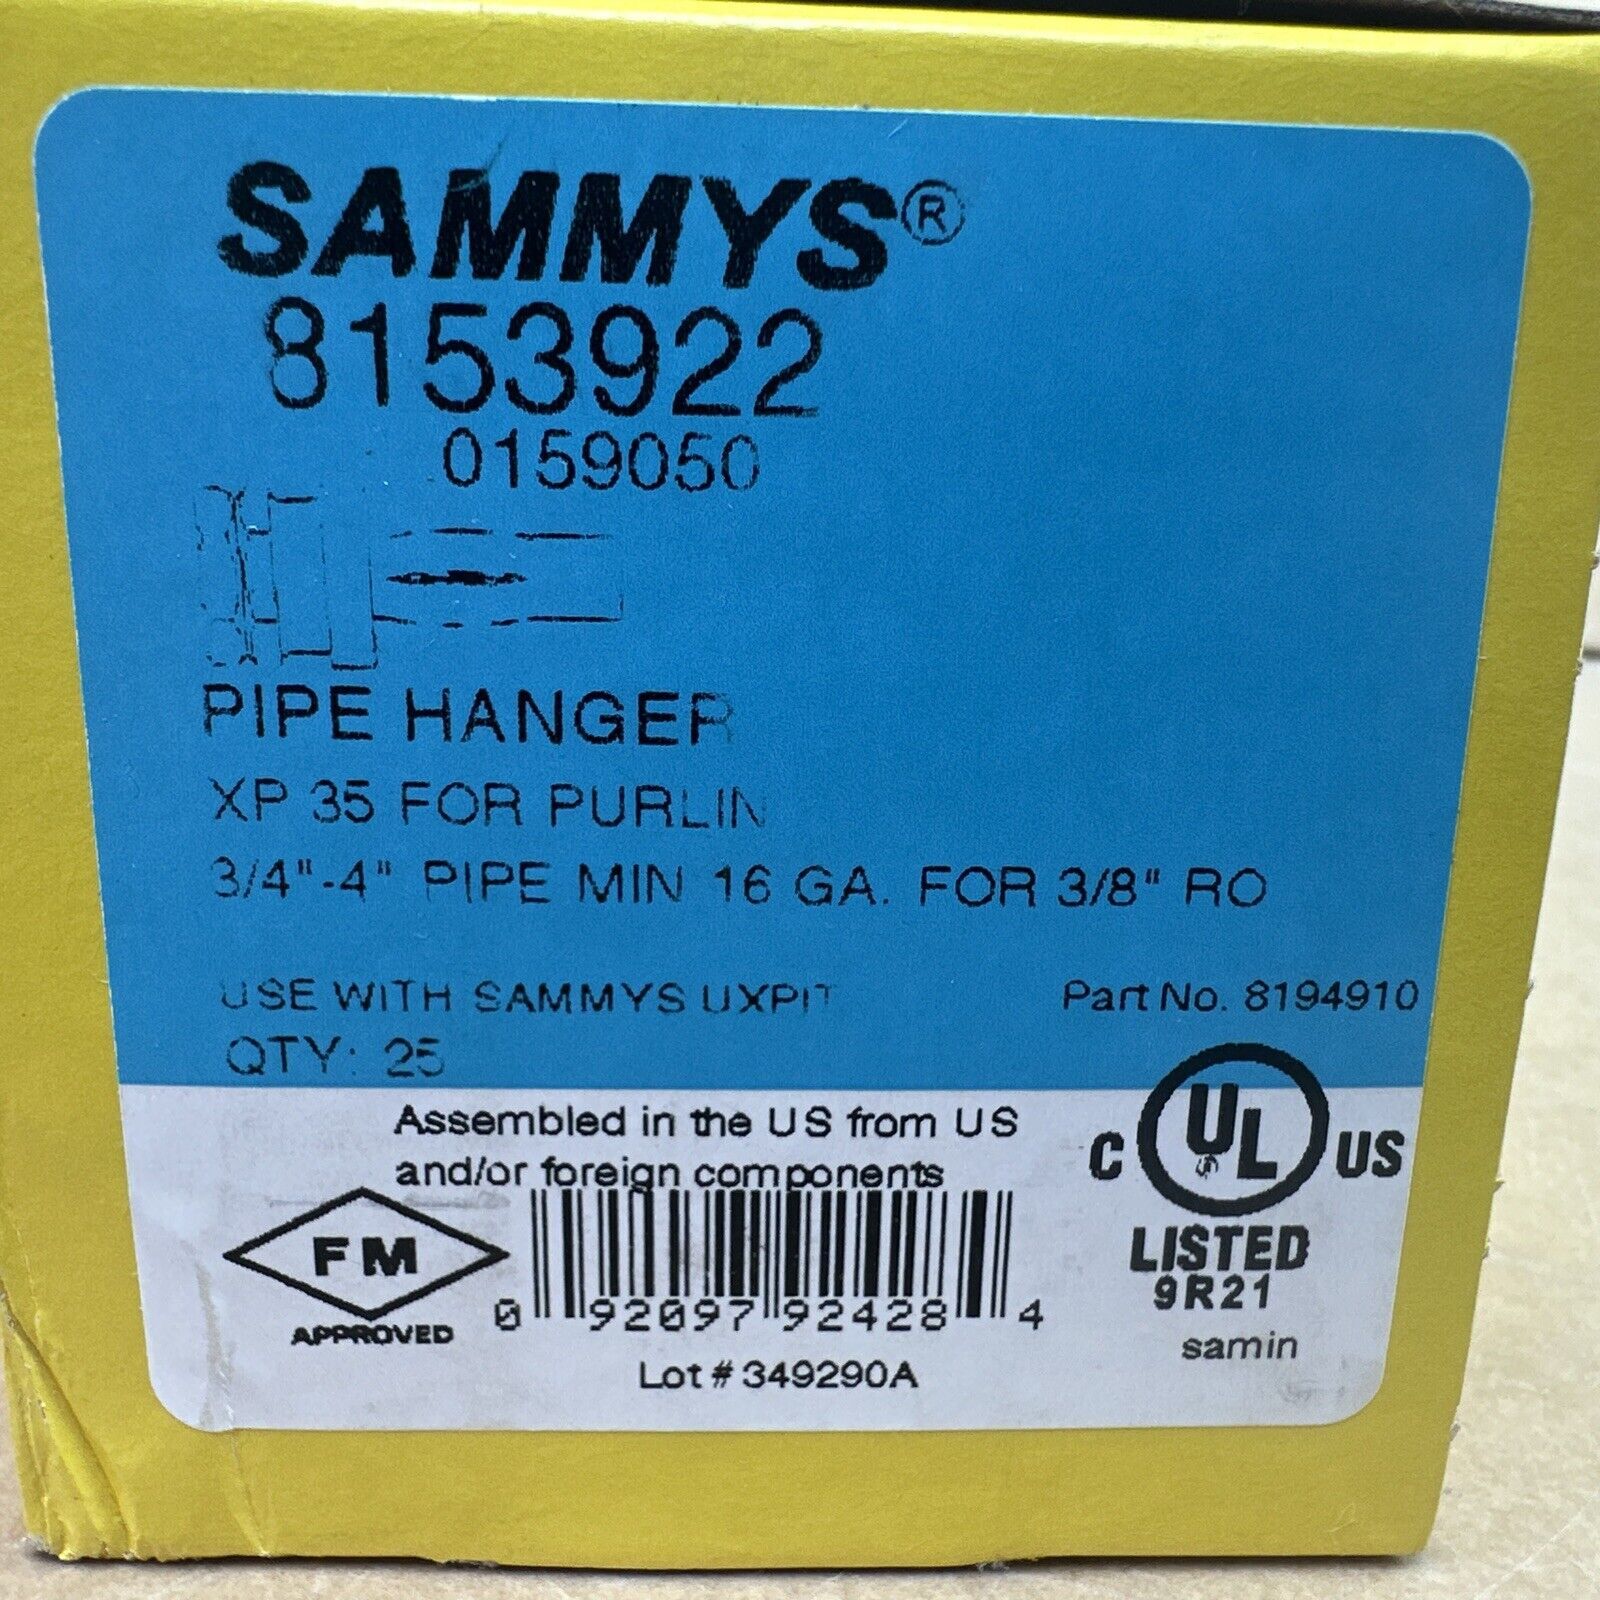 SAMMYS®
8153922
0159050
PIPE HANGER
XP 35 FOR PURLIN
3/4"-4" PIPE MIN 16 GA. FOR 3/8" RO
USE WITH SAMMYS UXPIT Part No. 8194910
QTY: 25
Assembled in the US from US
and/or foreign components
C UL US
LISTED
9R21
samin
FM
APPROVED
0 92097 92428 4
Lot # 349290A